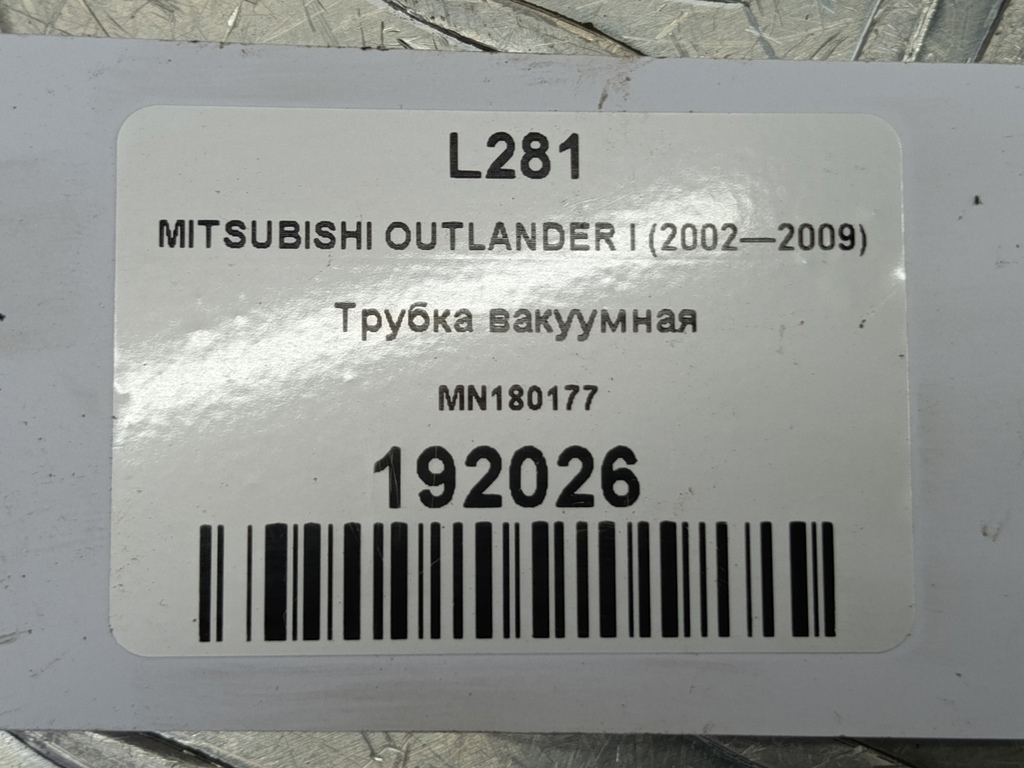 L281
MITSUBISHI OUTLANDER I (2002—2009)
Трубка вакуумная
MN180177
192026